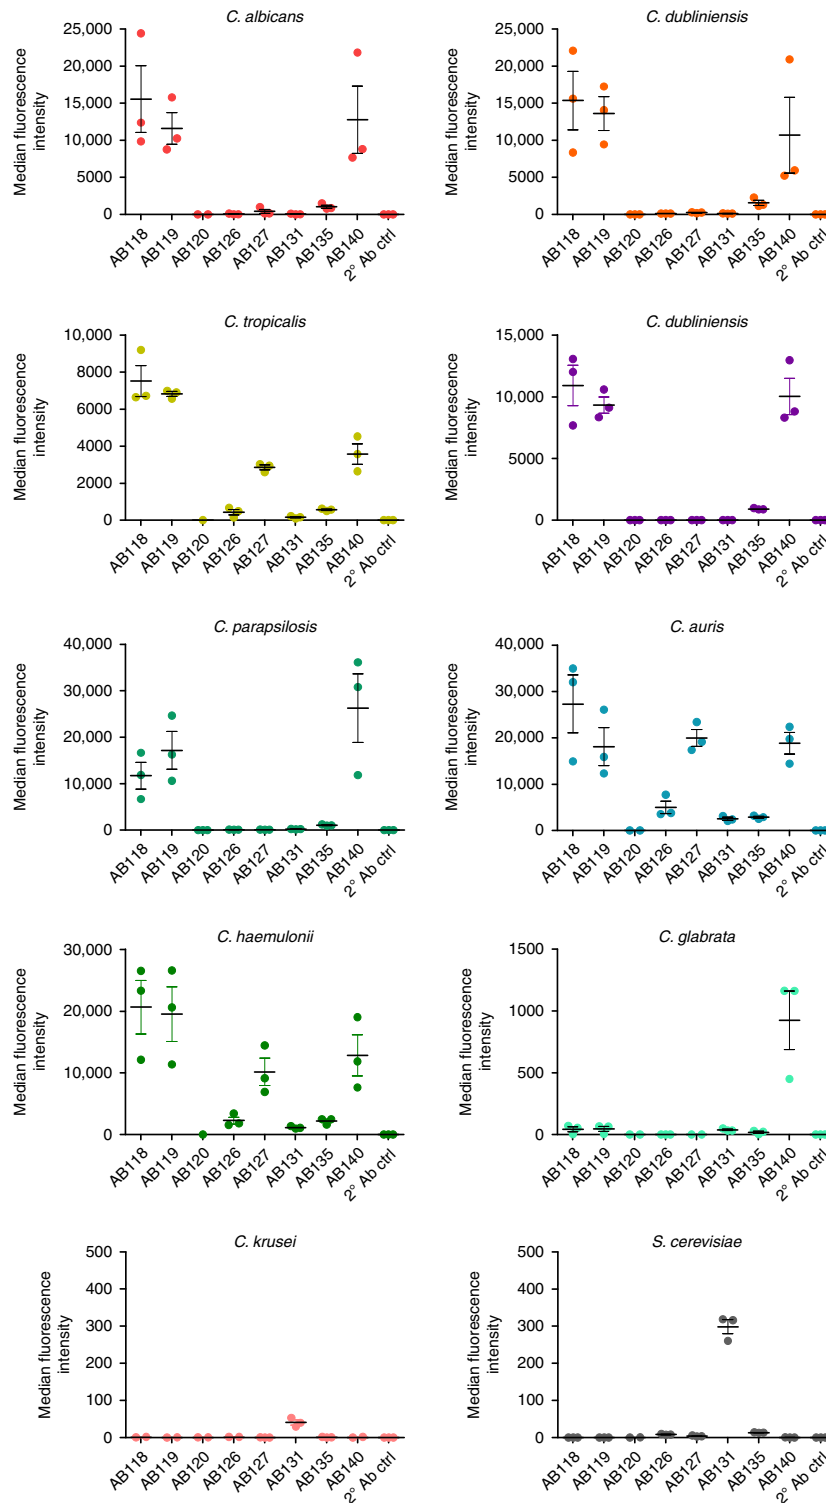 C. albicans
Median fluorescence
intensity
25,000
20,000
15,000
10,000
5000
0
AB118
AB119
AB120
AB126
AB127
AB131
AB135
AB140
2° Ab ctrl
C. dubliniensis
Median fluorescence
intensity
25,000
20,000
15,000
10,000
5000
0
AB118
AB119
AB120
AB126
AB127
AB131
AB135
AB140
2° Ab ctrl
C. tropicalis
Median fluorescence
intensity
10,000
8000
6000
4000
2000
0
AB118
AB119
AB120
AB126
AB127
AB131
AB135
AB140
2° Ab ctrl
C. dubliniensis
Median fluorescence
intensity
15,000
10,000
5000
0
AB118
AB119
AB120
AB126
AB127
AB131
AB135
AB140
2° Ab ctrl
C. parapsilosis
Median fluorescence
intensity
40,000
30,000
20,000
10,000
0
AB118
AB119
AB120
AB126
AB127
AB131
AB135
AB140
2° Ab ctrl
C. auris
Median fluorescence
intensity
40,000
30,000
20,000
10,000
0
AB118
AB119
AB120
AB126
AB127
AB131
AB135
AB140
2° Ab ctrl
C. haemulonii
Median fluorescence
intensity
30,000
20,000
10,000
0
AB118
AB119
AB120
AB126
AB127
AB131
AB135
AB140
2° Ab ctrl
C. glabrata
Median fluorescence
intensity
1500
1000
500
0
AB118
AB119
AB120
AB126
AB127
AB131
AB135
AB140
2° Ab ctrl
C. krusei
Median fluorescence
intensity
500
400
300
200
100
0
AB118
AB119
AB120
AB126
AB127
AB131
AB135
AB140
2° Ab ctrl
S. cerevisiae
Median fluorescence
intensity
500
400
300
200
100
0
AB118
AB119
AB120
AB126
AB127
AB131
AB135
AB140
2° Ab ctrl